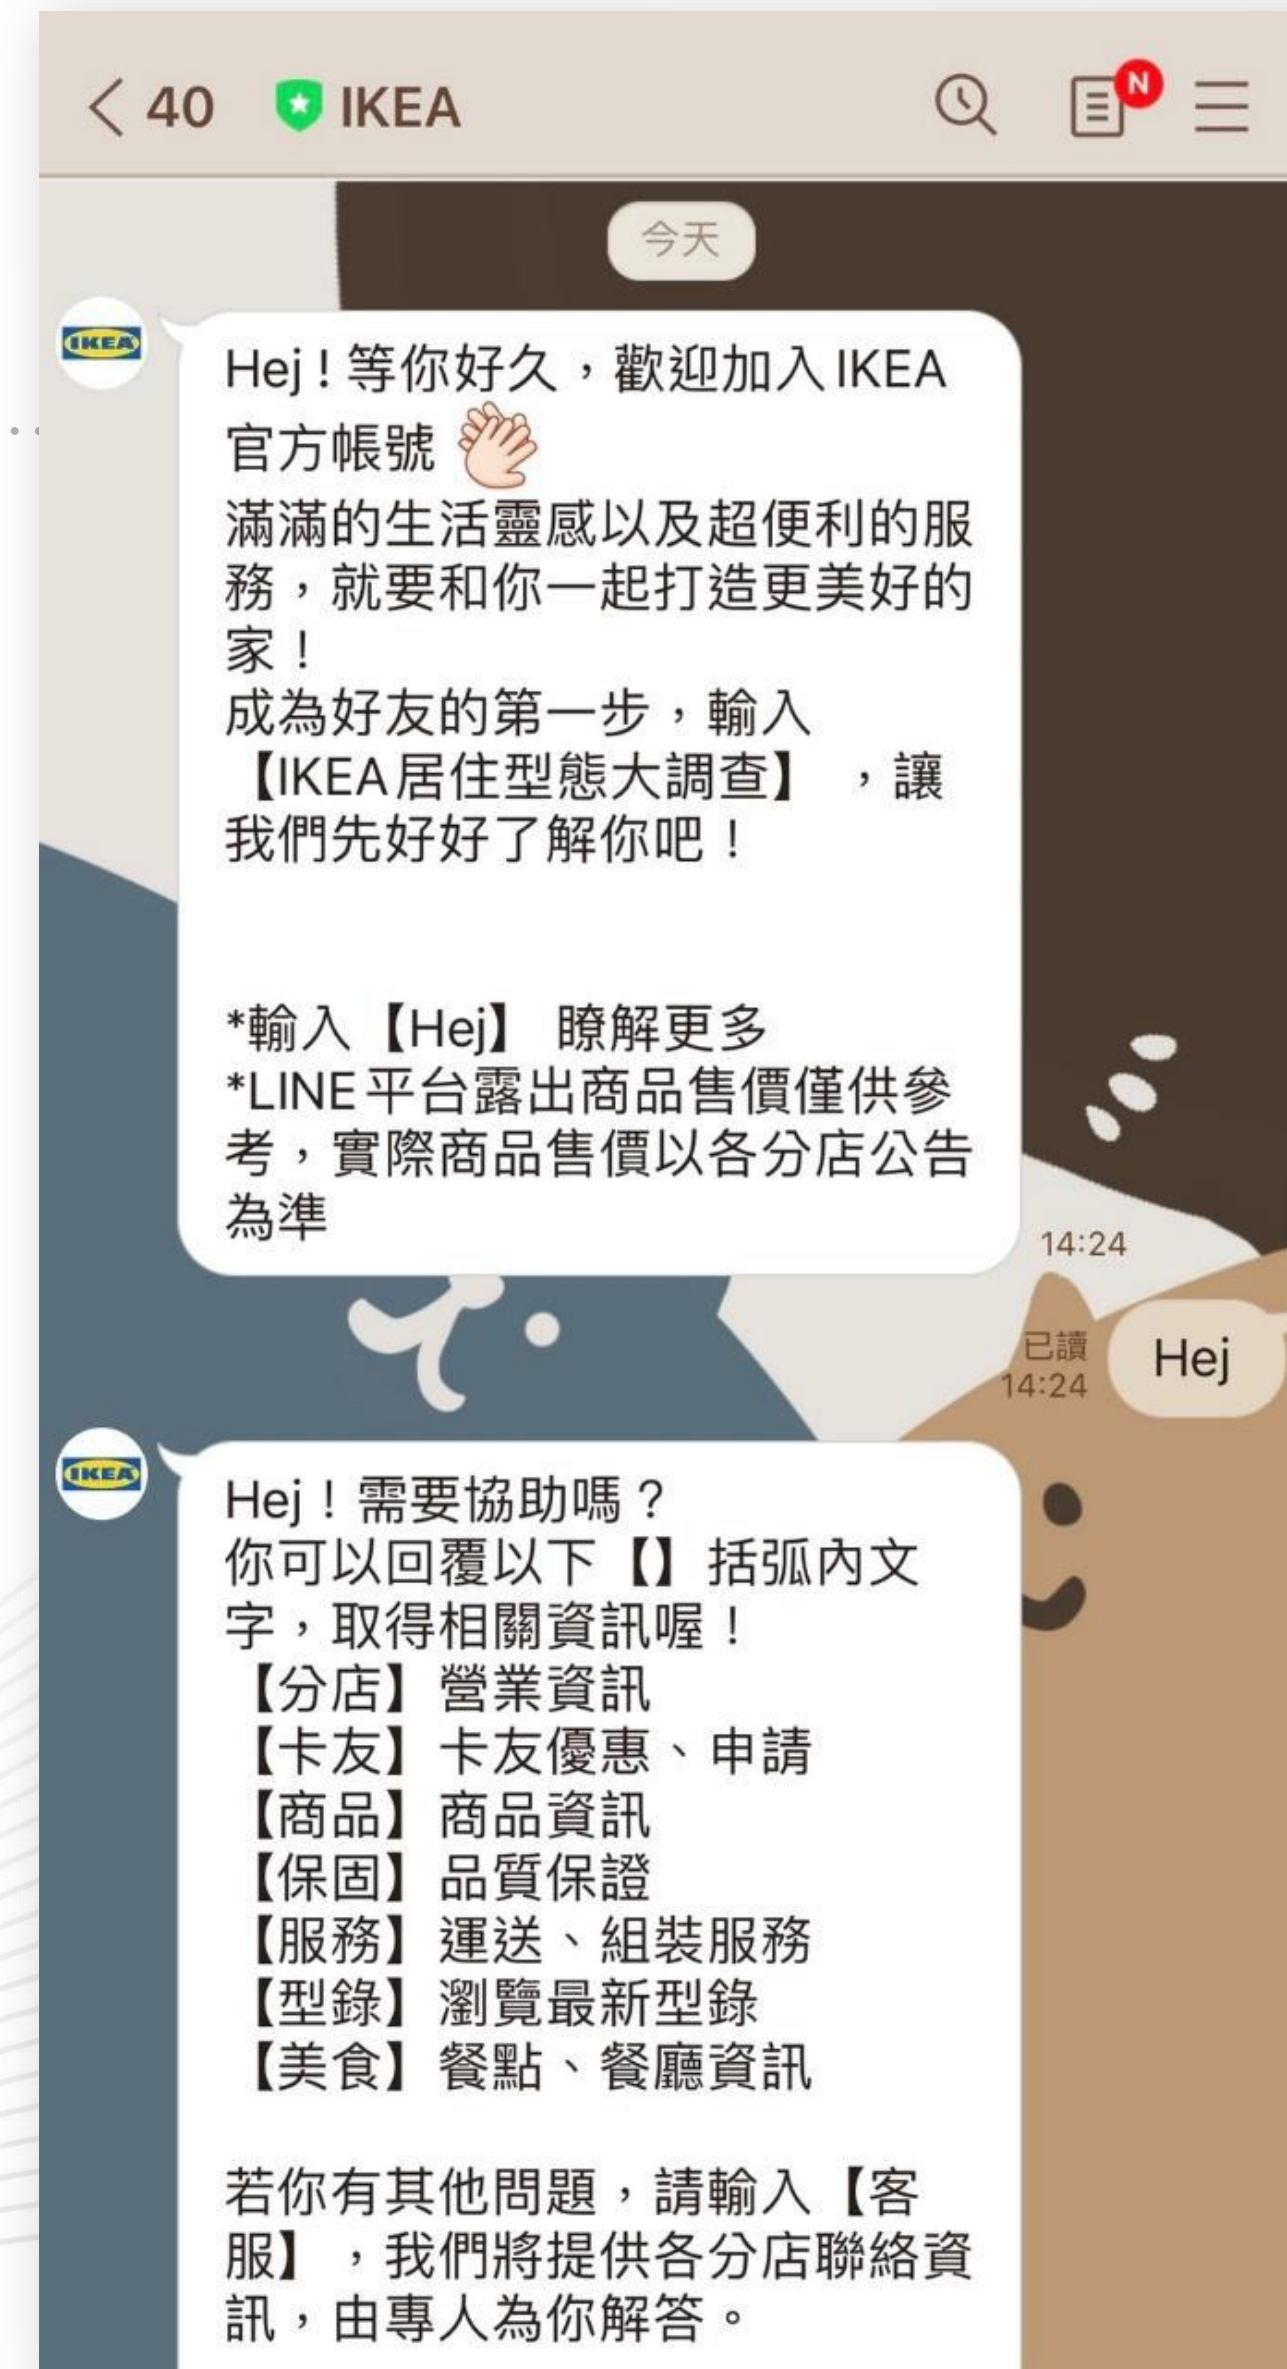 40 IKEA N
今天
IKEA
Hej！等你好久，歡迎加入IKEA
官方帳號
滿滿的生活靈感以及超便利的服
務，就要和你一起打造更美好的
家！
成為好友的第一步，輸入
【IKEA居住型態大調查】，讓
我們先好好了解你吧！
*輸入【Hej】 瞭解更多
*LINE平台露出商品售價僅供參
考，實際商品售價以各分店公告
為準
14:24
已讀
14:24
Hej
IKEA
Hej！需要協助嗎？
你可以回覆以下【】括弧內文
字，取得相關資訊喔！
【分店】營業資訊
【卡友】卡友優惠、申請
【商品】商品資訊
【保固】品質保證
【服務】運送、組裝服務
【型錄】瀏覽最新型錄
【美食】餐點、餐廳資訊
若你有其他問題，請輸入【客
服】，我們將提供各分店聯絡資
訊，由專人為你解答。